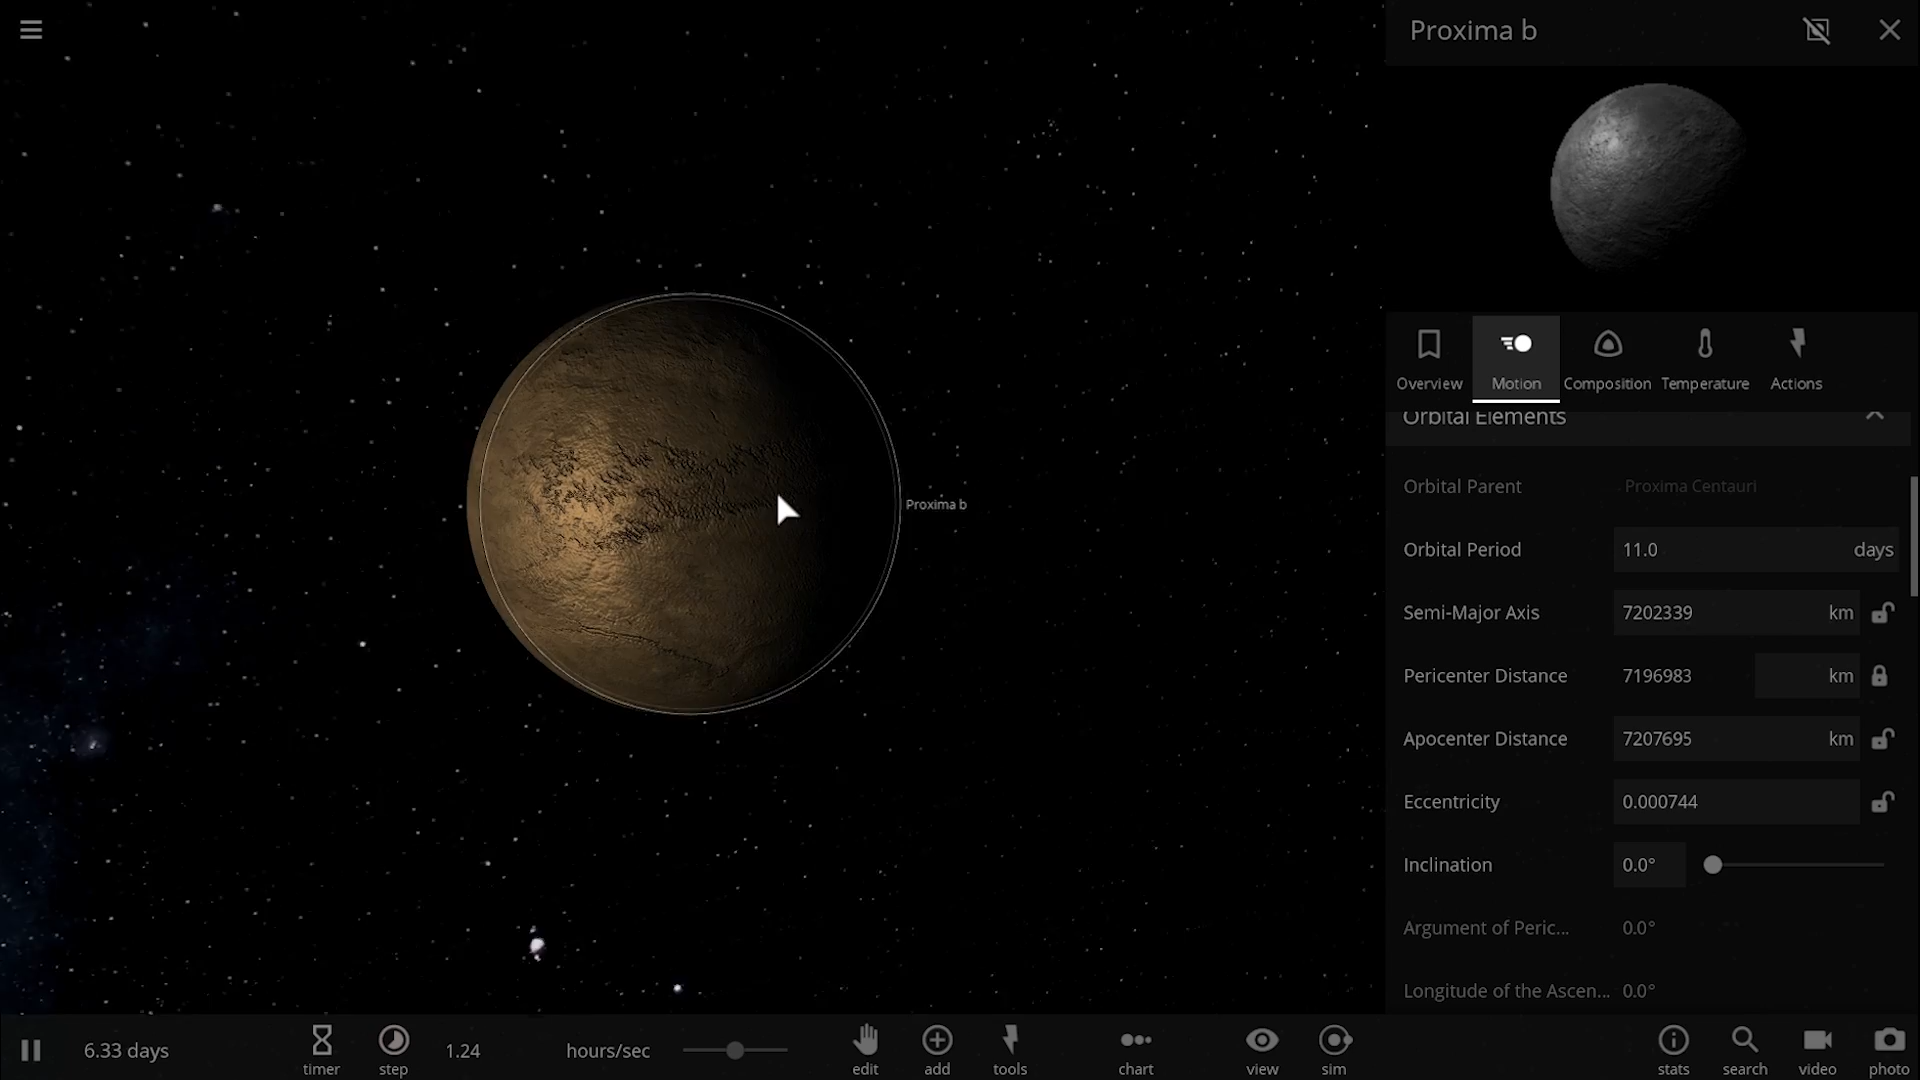 Proxima b
Overview
Motion
Composition
Temperature
Actions
Orbital Elements
Orbital Parent Proxima Centauri
Orbital Period 11.0 days
Semi-Major Axis 7202339 km
Pericenter Distance 7196983 km
Apocenter Distance 7207695 km
Eccentricity 0.000744
Inclination 0.0°
Argument of Peric... 0.0°
Longitude of the Ascen... 0.0°
Proxima b
6.33 days
timer
step
1.24 hours/sec
edit
add
tools
chart
view
sim
stats
search
video
photo